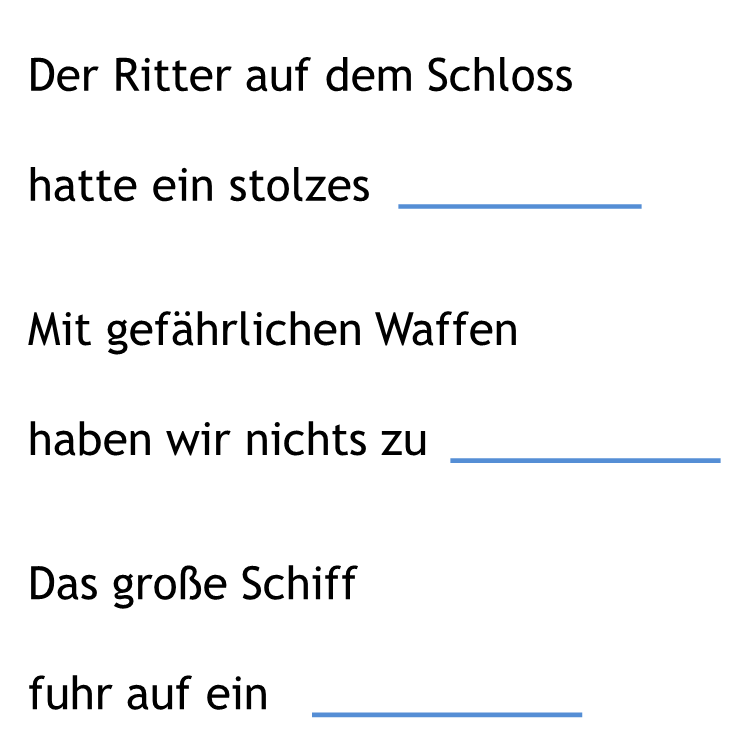 Der Ritter auf dem Schloss
hatte ein stolzes
Mit gefährlichen Waffen
haben wir nichts zu
Das große Schiff
fuhr auf ein